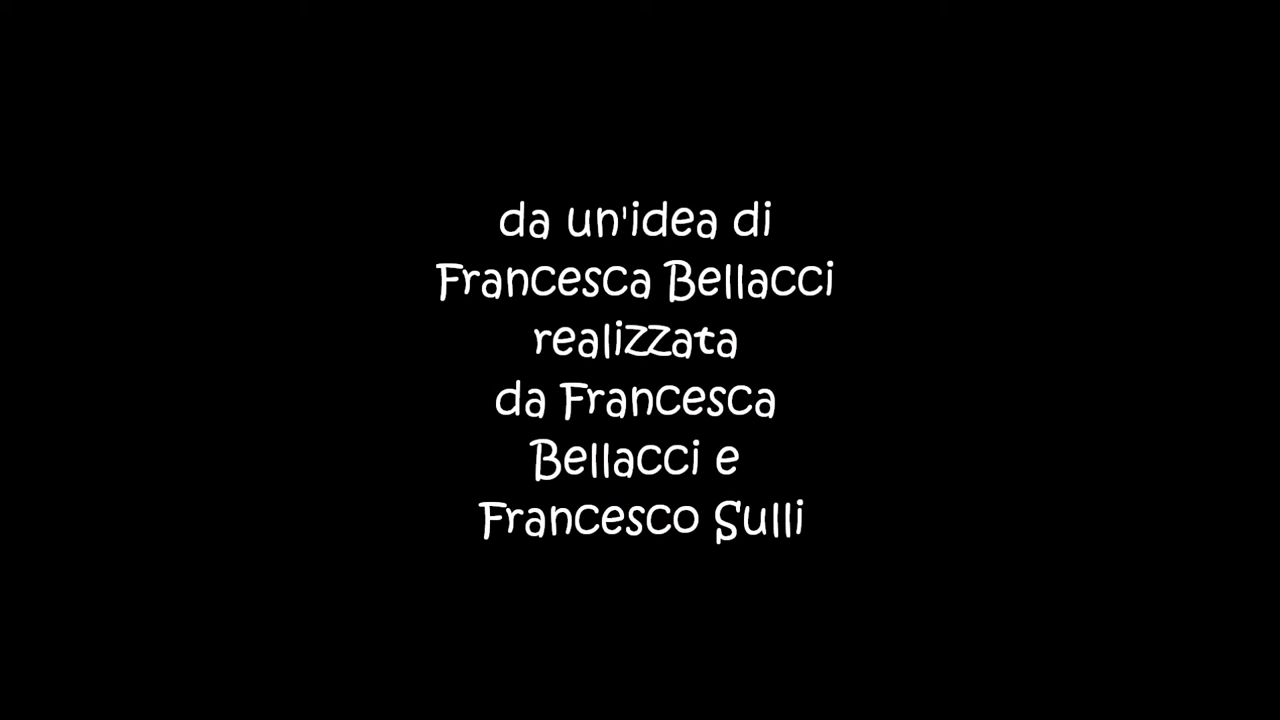 da un'idea di
Francesca Bellacci
realizzata
da Francesca
Bellacci e
Francesco Sulli